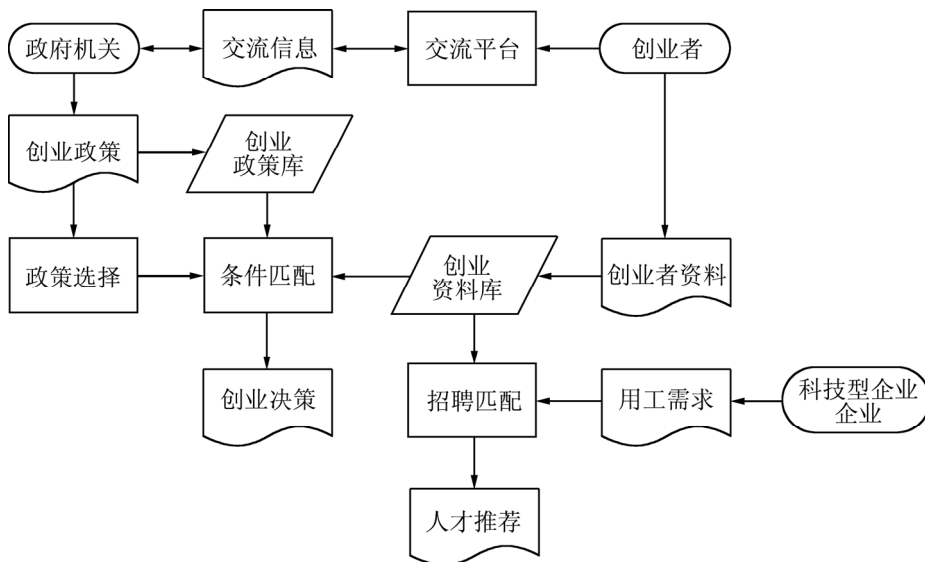 政府机关
交流信息
交流平台
创业者
创业政策
创业
政策库
政策选择
条件匹配
创业
资料库
创业者资料
创业决策
招聘匹配
用工需求
科技型企业
企业
人才推荐